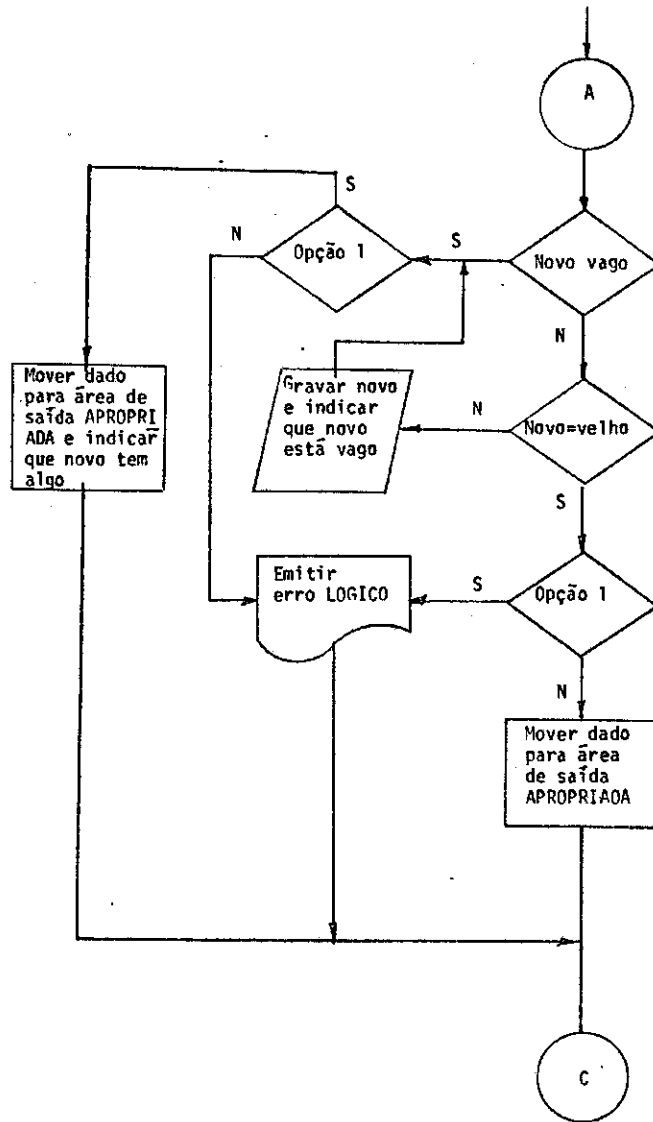 A
S
N
Opção 1
S
Novo vago
N
Mover dado
para área de
saída APROPRI
ADA e indicar
que novo tem
algo
Gravar novo
e indicar
que novo
está vago
N
Novo=velho
S
Emitir
erro LOGICO
S
Opção 1
N
Mover dado
para área
de saída
APROPRIAOA
C